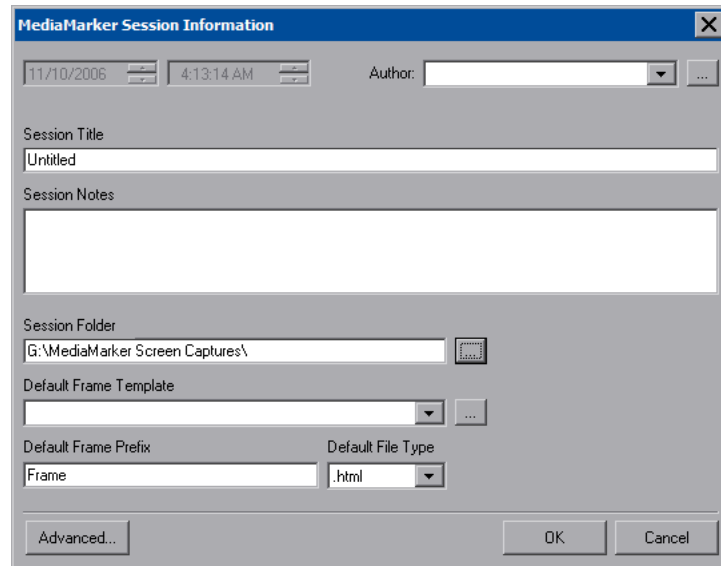 MediaMarker Session Information
11/10/2006 4:13:14 AM Author: ...
Session Title
Untitled
Session Notes
Session Folder
G:\MediaMarker Screen Captures\ ...
Default Frame Template
...
Default Frame Prefix Default File Type
Frame .html
Advanced... OK Cancel